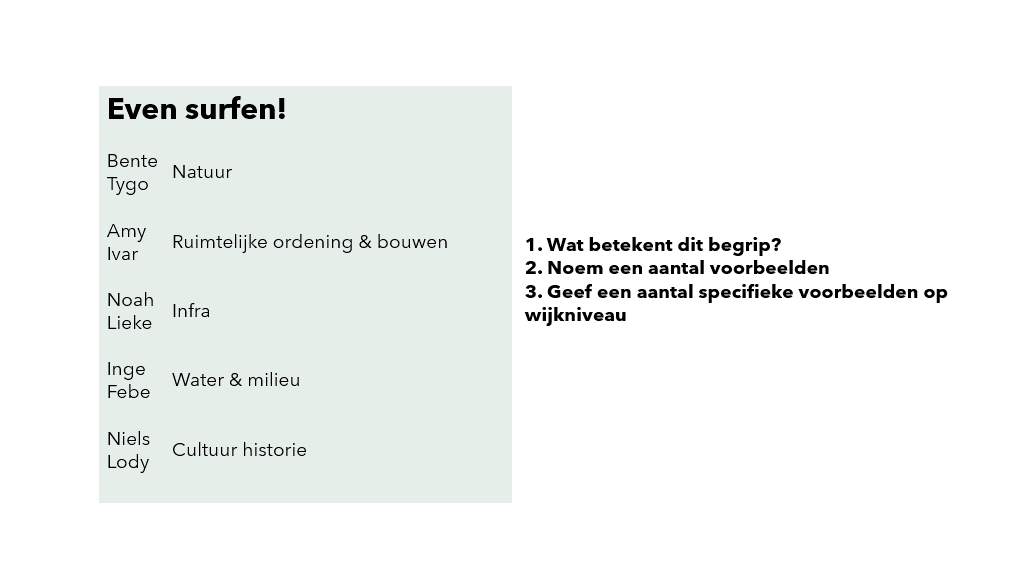 Even surfen!
Bente
Tygo
Natuur
Amy
Ivar
Ruimtelijke ordening & bouwen
Noah
Lieke
Infra
Inge
Febe
Water & milieu
Niels
Lody
Cultuur historie
1. Wat betekent dit begrip?
2. Noem een aantal voorbeelden
3. Geef een aantal specifieke voorbeelden op
wijkniveau